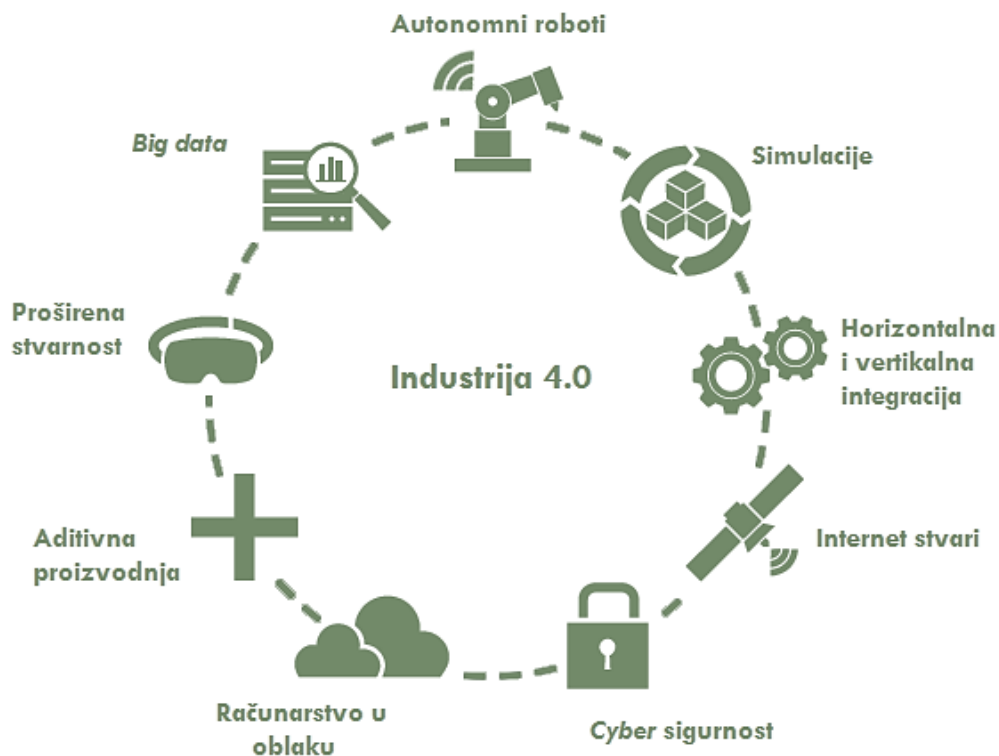 Autonomni roboti
Big data
Simulacije
Proširena
stvarnost
Industrija 4.0
Horizontalna
i vertikalna
integracija
Aditivna
proizvodnja
Internet stvari
Računarstvo u
oblaku
Cyber sigurnost